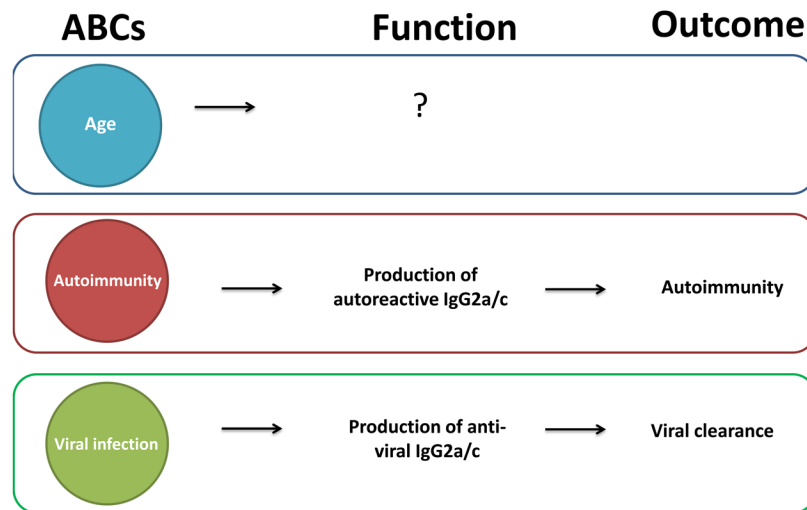 ABCs Function Outcome
Age
?
Autoimmunity
Production of
autoreactive IgG2a/c
Autoimmunity
Viral infection
Production of anti-
viral IgG2a/c
Viral clearance